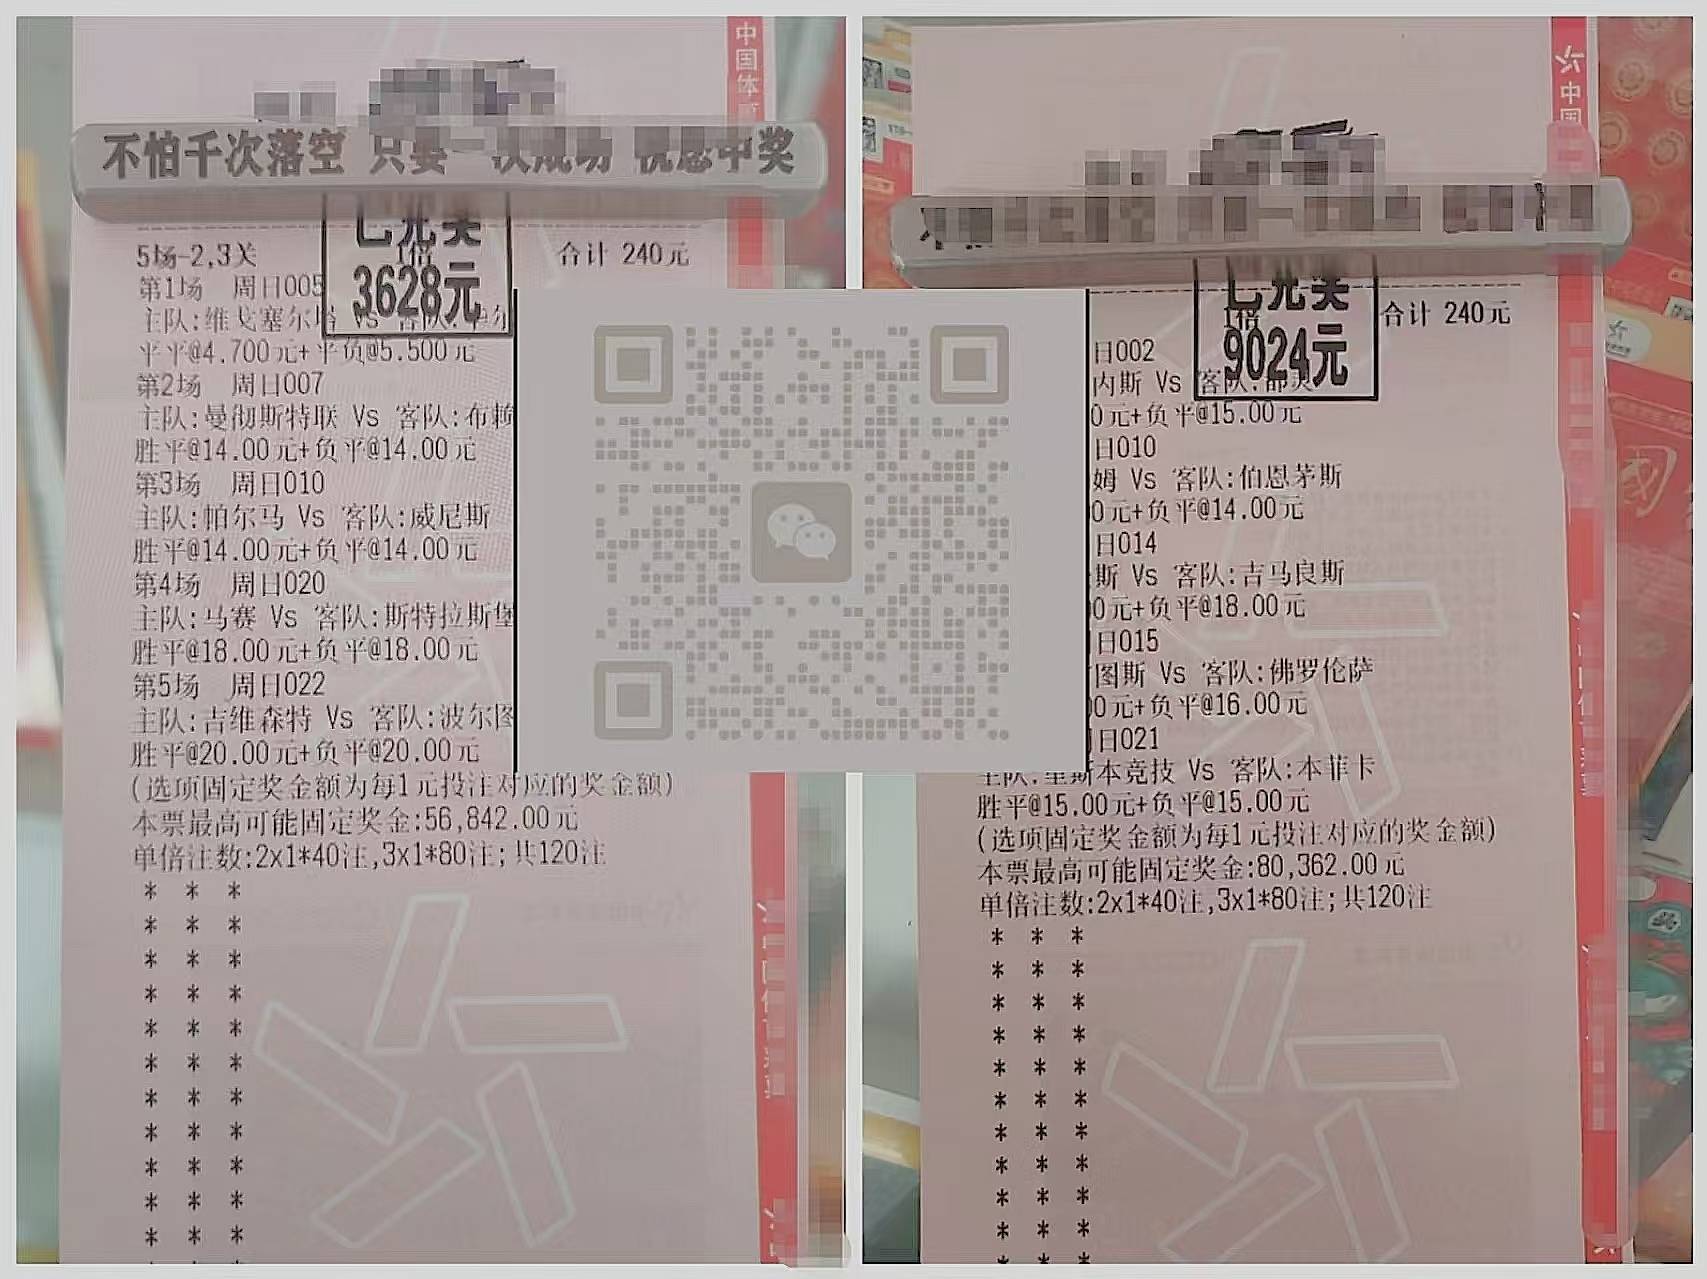 中国体
不怕千次落空 只要一次成功 祝您中奖
已兑奖
3628元
5场-2,3关 1倍 合计 240元
第1场 周日005
主队:维戈塞尔塔 Vs 客队:
平平@4.700元+平负@5.500元
第2场 周日007
主队:曼彻斯特联 Vs 客队:布赖
胜平@14.00元+负平@14.00元
第3场 周日010
主队:帕尔马 Vs 客队:威尼斯
胜平@14.00元+负平@14.00元
第4场 周日020
主队:马赛 Vs 客队:斯特拉斯堡
胜平@18.00元+负平@18.00元
第5场 周日022
主队:吉维森特 Vs 客队:波尔图
胜平@20.00元+负平@20.00元
(选项固定奖金额为每1元投注对应的奖金额)
本票最高可能固定奖金:56,842.00元
单倍注数:2x1*40注,3x1*80注;共120注
* * *
* * *
* * *
* * *
* * *
* * *
* * *
* * *
* * *
* * *
* * *
中国
已兑奖
9024元
1倍 合计 240元
日002
内斯 Vs 客队:
0元+负平@15.00元
日010
姆 Vs 客队:伯恩茅斯
0元+负平@14.00元
日014
斯 Vs 客队:吉马良斯
0元+负平@18.00元
日015
图斯 Vs 客队:佛罗伦萨
0元+负平@16.00元
日021
主队:里斯本竞技 Vs 客队:本菲卡
胜平@15.00元+负平@15.00元
(选项固定奖金额为每1元投注对应的奖金额)
本票最高可能固定奖金:80,362.00元
单倍注数:2x1*40注,3x1*80注;共120注
* * *
* * *
* * *
* * *
* * *
* * *
* * *
* * *
* * *
* * *
* * *